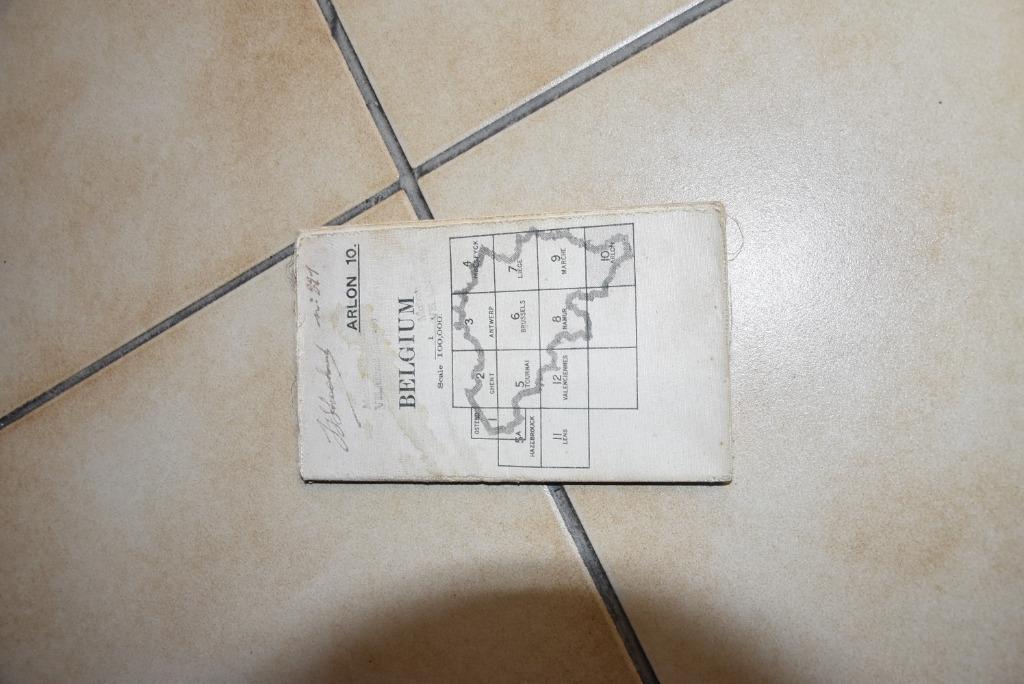 ARLON 10.
BELGIUM
Scale 1
100,000.
OSTEND 1
2 GHENT
3 ANTWERP
4
5A HAZEBROUCK
5 TOURNAI
6 BRUSSELS
7 LIEGE
11 LENS
12 VALENCIENNES
8 NAMUR
9 MARCHE
10 ARLON